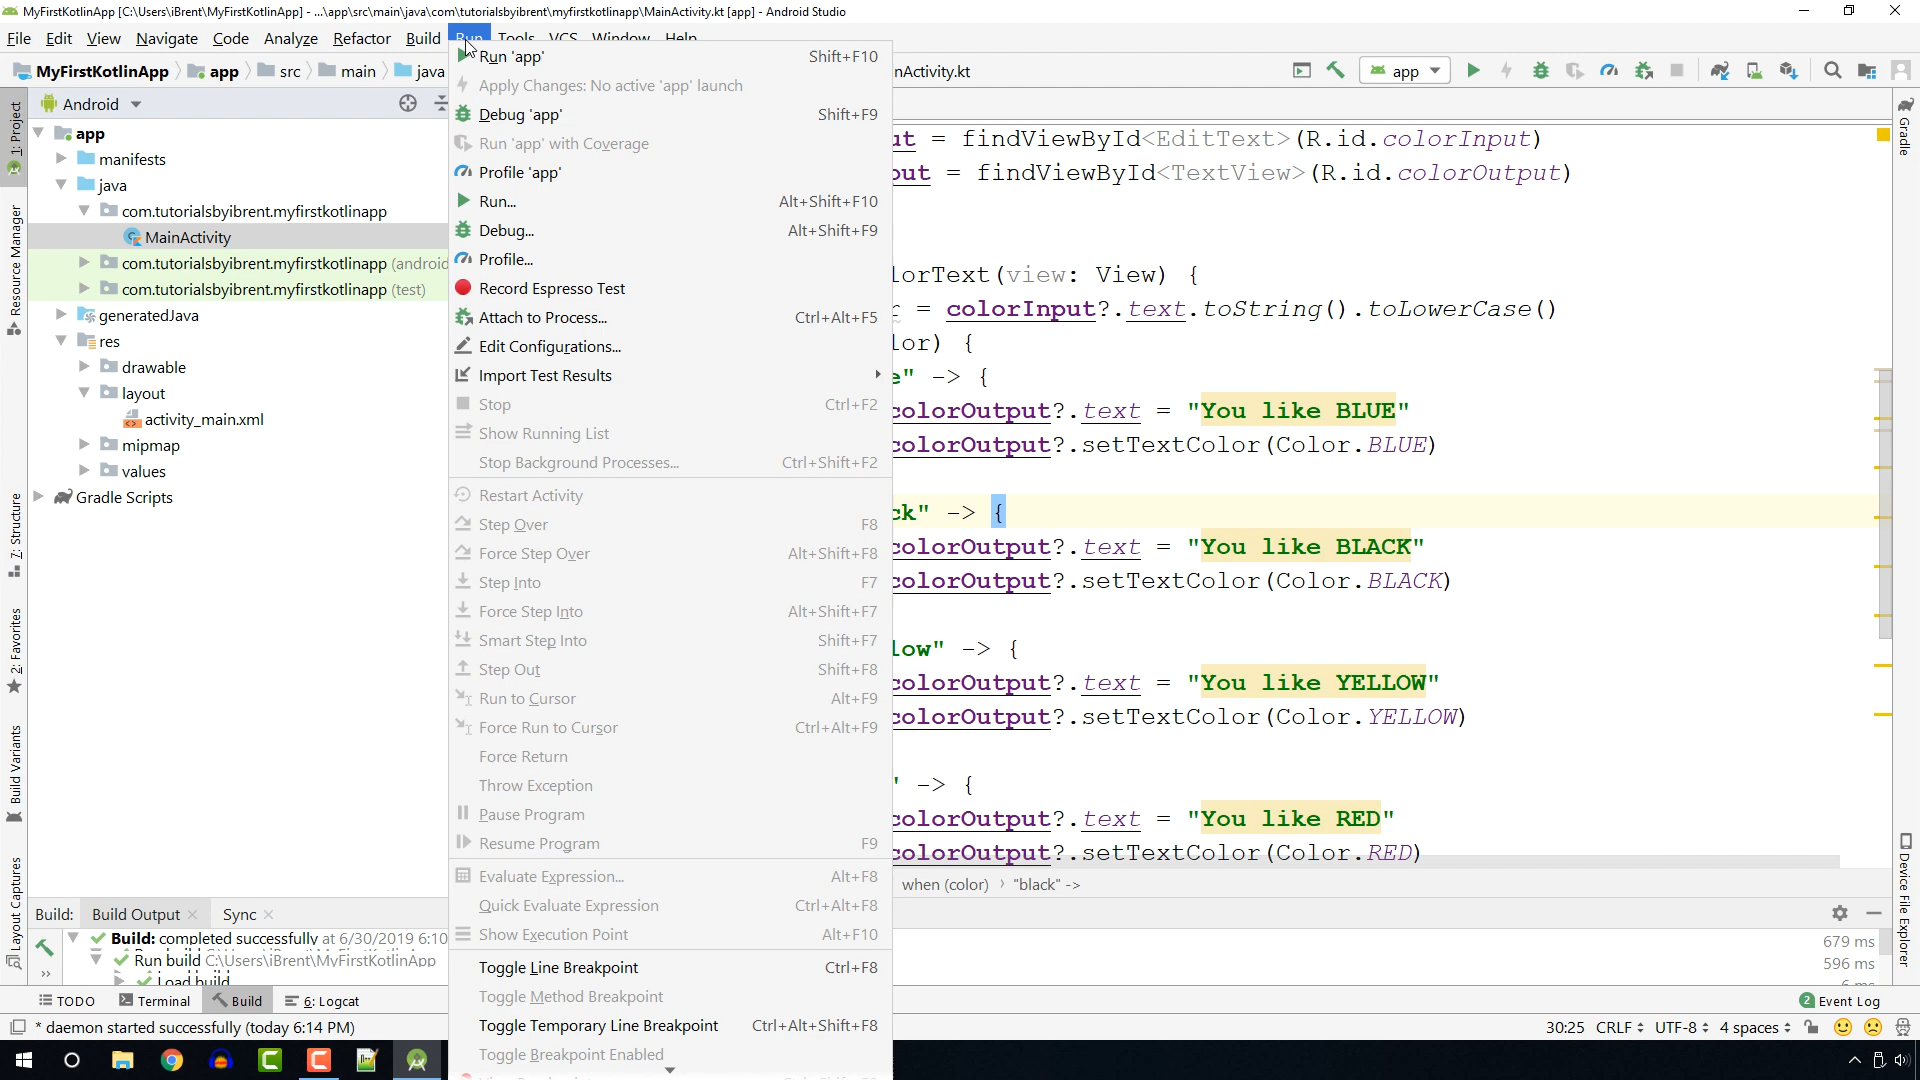 MyFirstKotlinApp [C:\Users\iBrent\MyFirstKotlinApp] - ...\app\src\main\java\com\tutorialsbyibrent\myfirstkotlinapp\MainActivity.kt [app] - Android Studio
File Edit View Navigate Code Analyze Refactor Build Run Tools VCS Window Help
MyFirstKotlinApp app src main java nActivity.kt app
1: Project
Resource Manager
7: Structure
2: Favorites
Build Variants
Layout Captures
Android
app
manifests
java
com.tutorialsbyibrent.myfirstkotlinapp
MainActivity
com.tutorialsbyibrent.myfirstkotlinapp (android
com.tutorialsbyibrent.myfirstkotlinapp (test)
generatedJava
res
drawable
layout
activity_main.xml
mipmap
values
Gradle Scripts
Run 'app' Shift+F10
Apply Changes: No active 'app' launch
Debug 'app' Shift+F9
Run 'app' with Coverage
Profile 'app'
Run... Alt+Shift+F10
Debug... Alt+Shift+F9
Profile...
Record Espresso Test
Attach to Process... Ctrl+Alt+F5
Edit Configurations...
Import Test Results
Stop Ctrl+F2
Show Running List
Stop Background Processes... Ctrl+Shift+F2
Restart Activity
Step Over F8
Force Step Over Alt+Shift+F8
Step Into F7
Force Step Into Alt+Shift+F7
Smart Step Into Shift+F7
Step Out Shift+F8
Run to Cursor Alt+F9
Force Run to Cursor Ctrl+Alt+F9
Force Return
Throw Exception
Pause Program
Resume Program F9
Evaluate Expression... Alt+F8
Quick Evaluate Expression Ctrl+Alt+F8
Show Execution Point Alt+F10
Toggle Line Breakpoint Ctrl+F8
Toggle Method Breakpoint
Toggle Temporary Line Breakpoint Ctrl+Alt+Shift+F8
Toggle Breakpoint Enabled
ut = findViewById<EditText>(R.id.colorInput)
out = findViewById<TextView>(R.id.colorOutput)
lorText(view: View) {
r = colorInput?.text.toString().toLowerCase()
lor) {
e" -> {
colorOutput?.text = "You like BLUE"
colorOutput?.setTextColor(Color.BLUE)
ck" -> {
colorOutput?.text = "You like BLACK"
colorOutput?.setTextColor(Color.BLACK)
low" -> {
colorOutput?.text = "You like YELLOW"
colorOutput?.setTextColor(Color.YELLOW)
' -> {
colorOutput?.text = "You like RED"
colorOutput?.setTextColor(Color.RED)
when (color) › "black" ->
Gradle
Device File Explorer
Build: Build Output Sync
Build: completed successfully at 6/30/2019 6:10
Run build C:\Users\iBrent\MyFirstKotlinApp
Load build
679 ms
596 ms
6 ms
TODO Terminal Build 6: Logcat 2 Event Log
* daemon started successfully (today 6:14 PM) 30:25 CRLF UTF-8 4 spaces